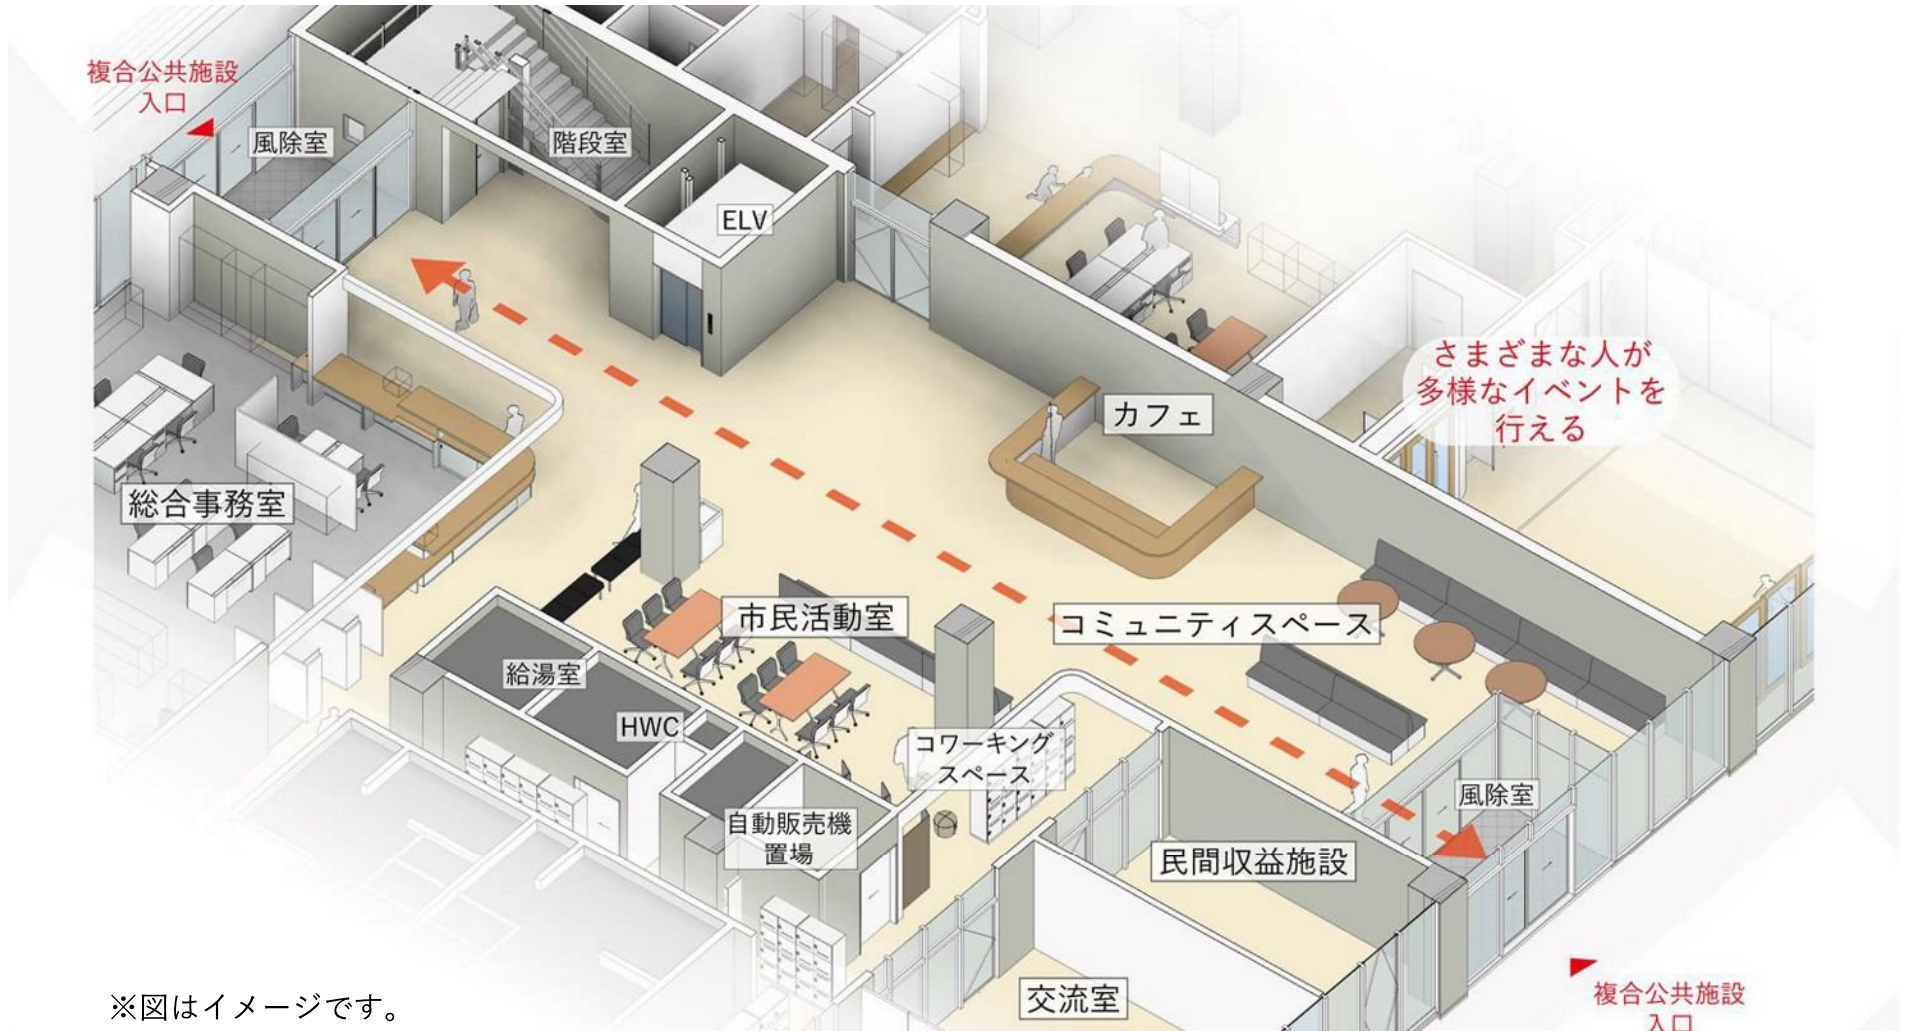 複合公共施設
入口
風除室
階段室
ELV
さまざまな人が
多様なイベントを
行える
カフェ
総合事務室
市民活動室
コミュニティスペース
給湯室
HWC
コワーキング
スペース
風除室
自動販売機
置場
民間収益施設
交流室
複合公共施設
入口
※図はイメージです。